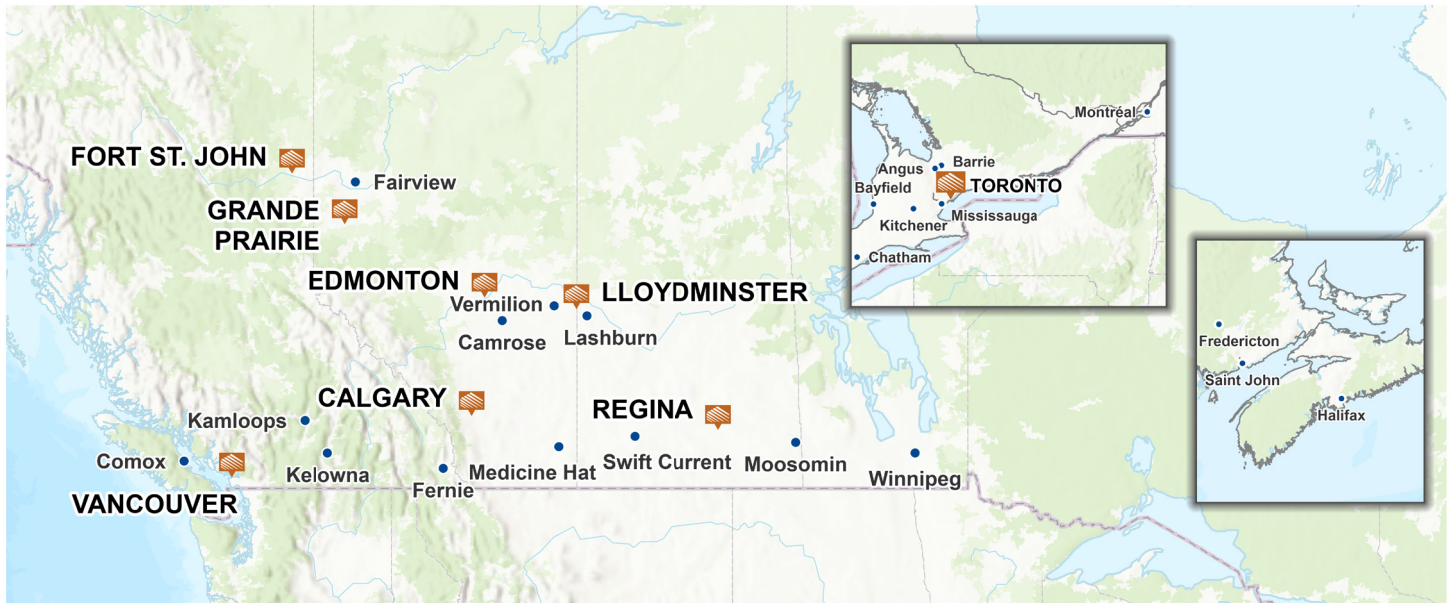 FORT ST. JOHN
Fairview
GRANDE
PRAIRIE
EDMONTON
Vermilion
LLOYDMINSTER
Camrose
Lashburn
CALGARY
REGINA
Kamloops
Comox
Kelowna
Fernie
Medicine Hat
Swift Current
Moosomin
Winnipeg
VANCOUVER
Montréal
Barrie
Angus
TORONTO
Bayfield
Mississauga
Kitchener
Chatham
Fredericton
Saint John
Halifax